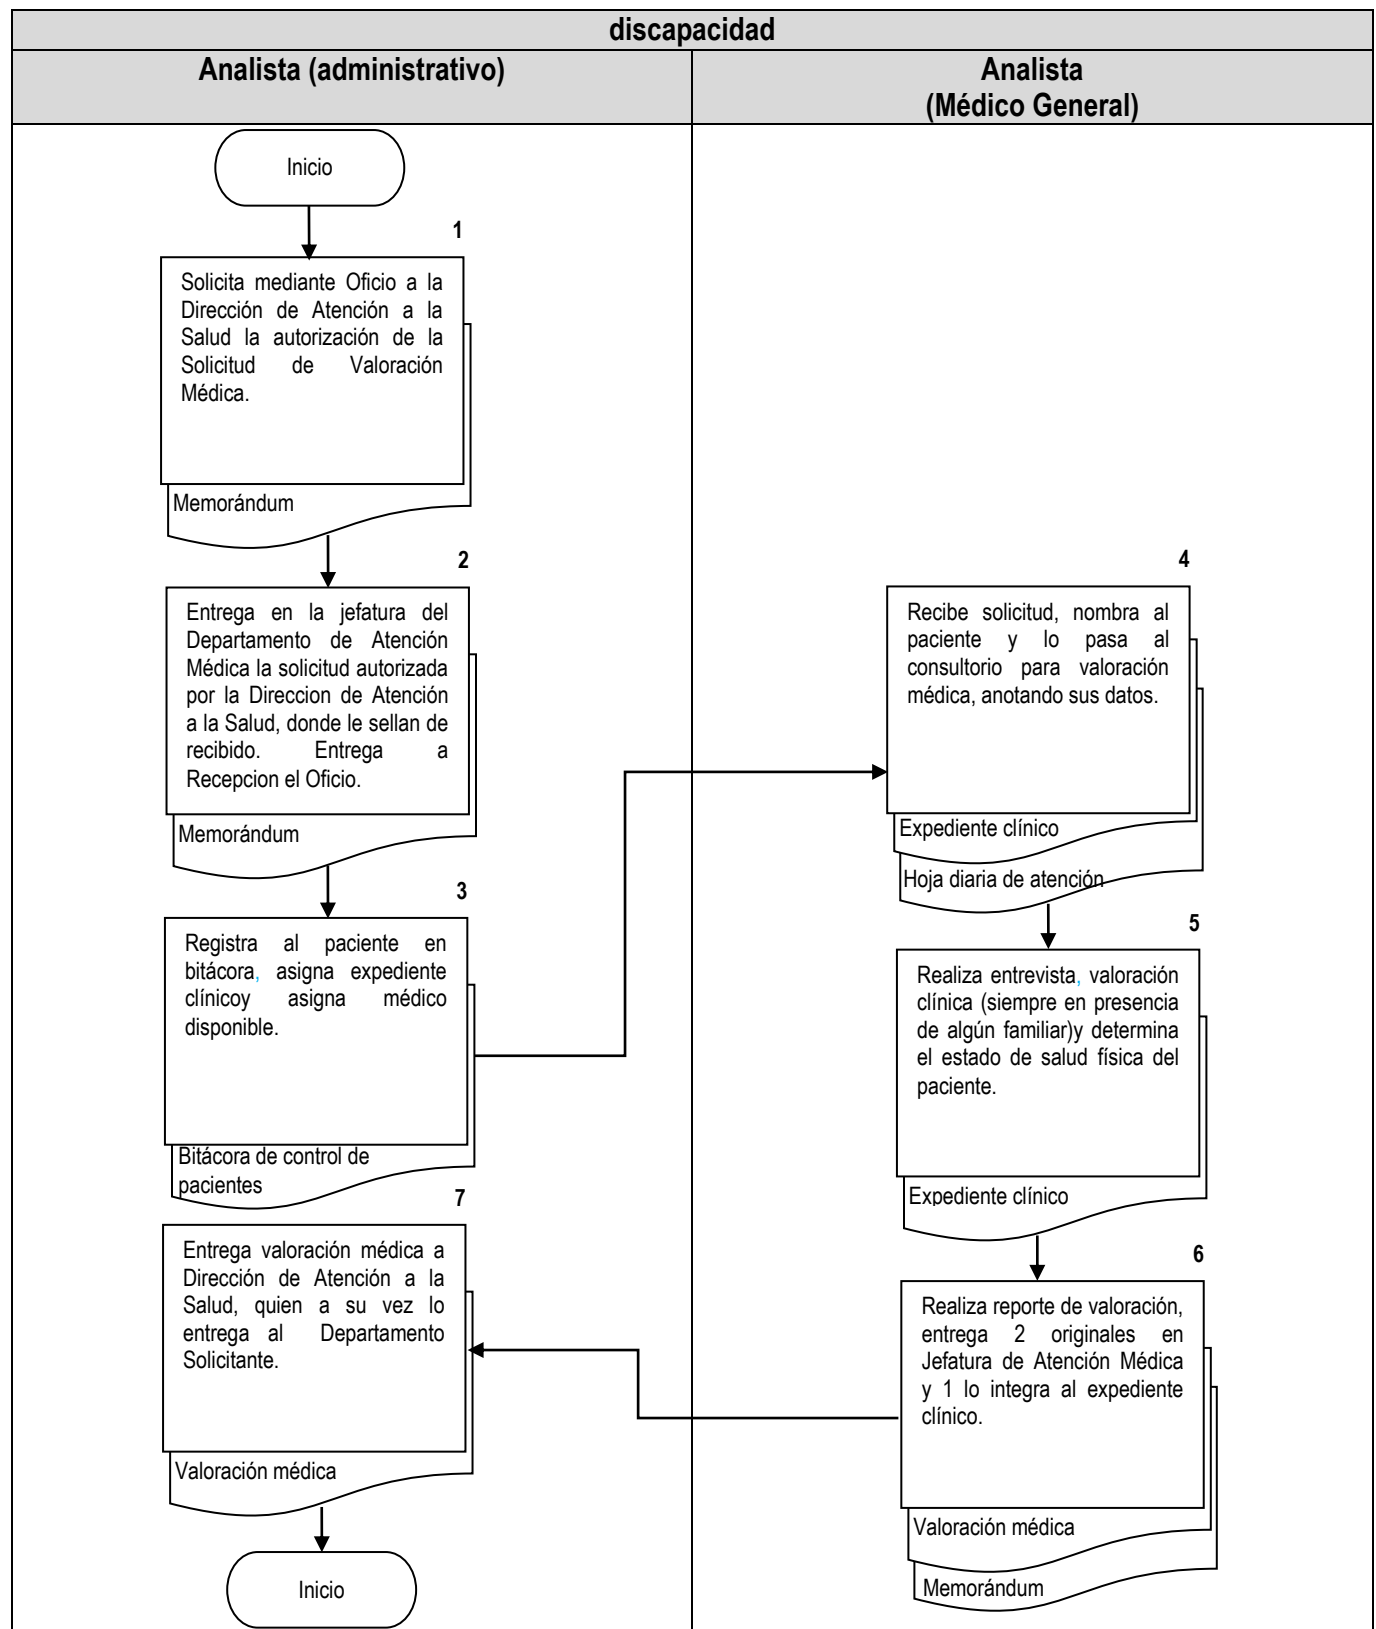 discapacidad
Analista (administrativo)
Analista
(Médico General)
Inicio
1
Solicita mediante Oficio a la
Dirección de Atención a la
Salud la autorización de la
Solicitud de Valoración
Médica.
Memorándum
2
Entrega en la jefatura del
Departamento de Atención
Médica la solicitud autorizada
por la Direccion de Atención
a la Salud, donde le sellan de
recibido. Entrega a
Recepcion el Oficio.
Memorándum
3
Registra al paciente en
bitácora, asigna expediente
clínicoy asigna médico
disponible.
Bitácora de control de
pacientes
4
Recibe solicitud, nombra al
paciente y lo pasa al
consultorio para valoración
médica, anotando sus datos.
Expediente clínico
Hoja diaria de atención
5
Realiza entrevista, valoración
clínica (siempre en presencia
de algún familiar)y determina
el estado de salud física del
paciente.
Expediente clínico
6
Realiza reporte de valoración,
entrega 2 originales en
Jefatura de Atención Médica
y 1 lo integra al expediente
clínico.
Valoración médica
Memorándum
7
Entrega valoración médica a
Dirección de Atención a la
Salud, quien a su vez lo
entrega al Departamento
Solicitante.
Valoración médica
Inicio